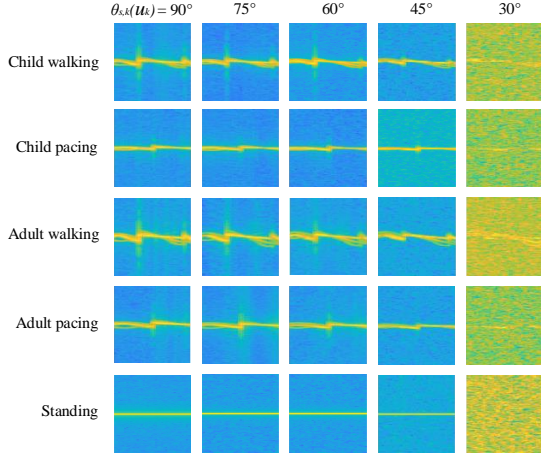 θs,k(uk) = 90° 75° 60° 45° 30°
Child walking
Child pacing
Adult walking
Adult pacing
Standing